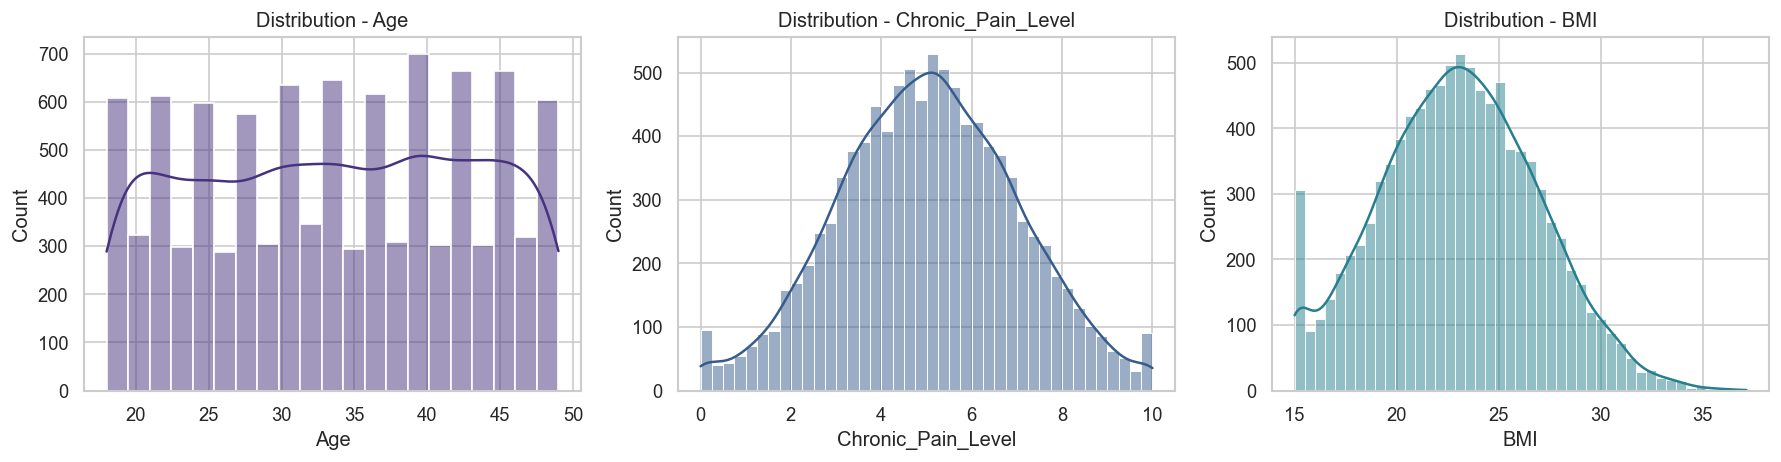 Distribution - Age
Count
700
600
500
400
300
200
100
0
20 25 30 35 40 45 50
Age
Distribution - Chronic_Pain_Level
Count
500
400
300
200
100
0
0 2 4 6 8 10
Chronic_Pain_Level
Distribution - BMI
Count
500
400
300
200
100
0
15 20 25 30 35
BMI